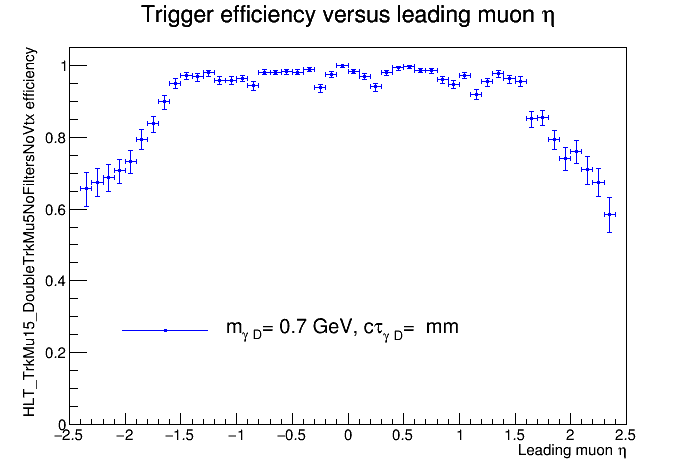 Trigger efficiency versus leading muon η
HLT_TrkMu15_DoubleTrkMu5NoFiltersNoVtx efficiency
1
0.8
0.6
0.4
0.2
0
m_γ D= 0.7 GeV, cτ_γ D= mm
−2.5 −2 −1.5 −1 −0.5 0 0.5 1 1.5 2 2.5
Leading muon η